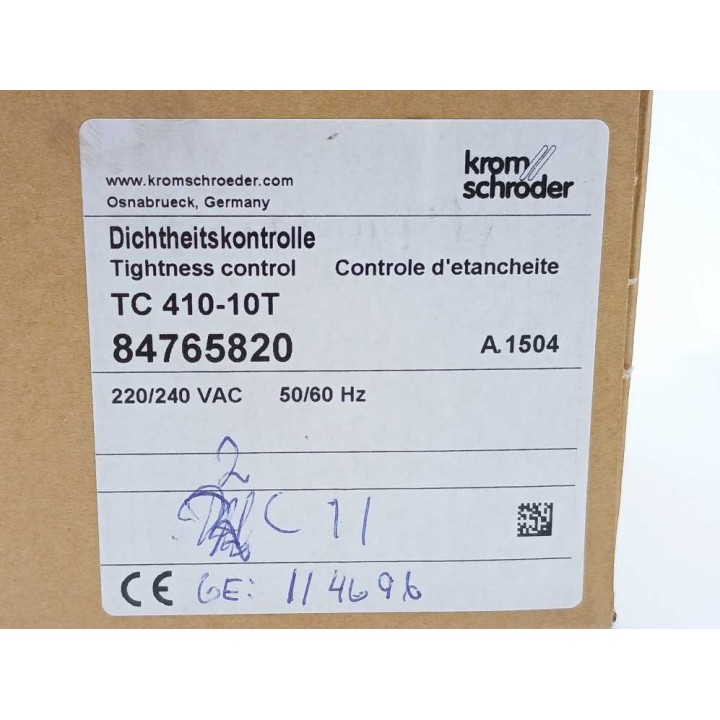 krom
schroder
www.kromschroeder.com
Osnabrueck, Germany
Dichtheitskontrolle
Tightness control Controle d'etancheite
TC 410-10T
84765820 A.1504
220/240 VAC 50/60 Hz
2
C 11
CE GE: 114696